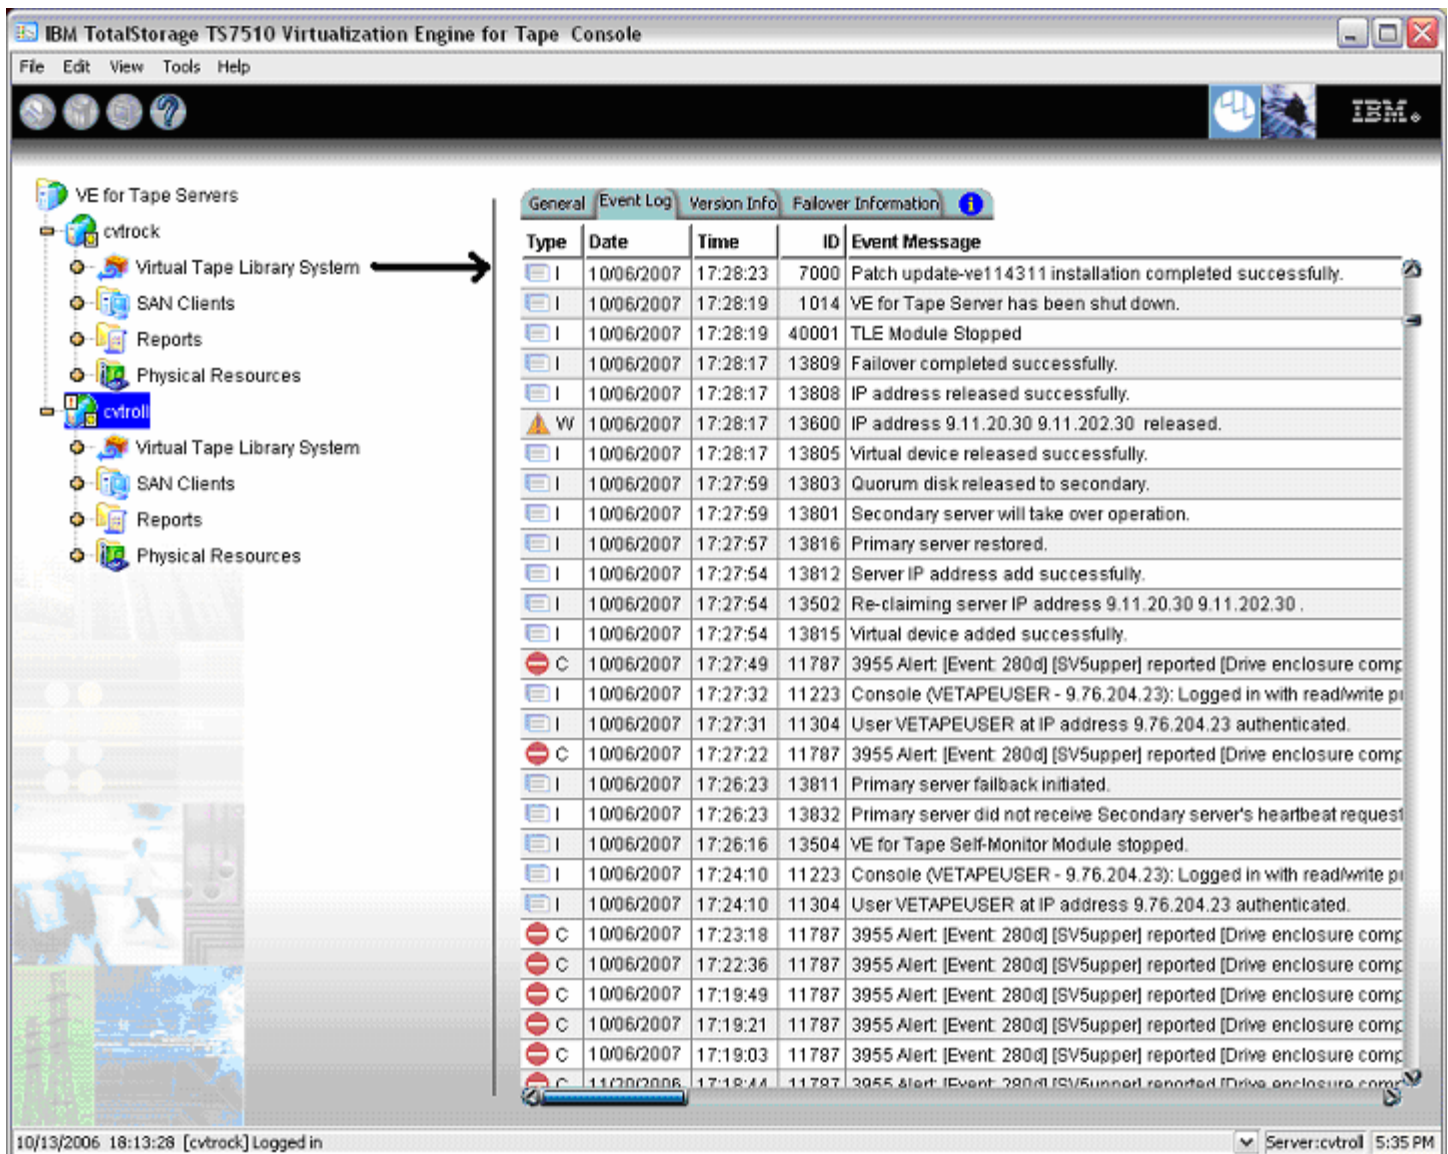 IBM TotalStorage TS7510 Virtualization Engine for Tape Console
File Edit View Tools Help
IBM
VE for Tape Servers
cvtrock
Virtual Tape Library System
SAN Clients
Reports
Physical Resources
cvtroll
Virtual Tape Library System
SAN Clients
Reports
Physical Resources
General Event Log Version Info Failover Information
Type Date Time ID Event Message
I 10/06/2007 17:28:23 7000 Patch update-ve114311 installation completed successfully.
I 10/06/2007 17:28:19 1014 VE for Tape Server has been shut down.
I 10/06/2007 17:28:19 40001 TLE Module Stopped
I 10/06/2007 17:28:17 13809 Failover completed successfully.
I 10/06/2007 17:28:17 13808 IP address released successfully.
W 10/06/2007 17:28:17 13600 IP address 9.11.20.30 9.11.202.30 released.
I 10/06/2007 17:28:17 13805 Virtual device released successfully.
I 10/06/2007 17:27:59 13803 Quorum disk released to secondary.
I 10/06/2007 17:27:59 13801 Secondary server will take over operation.
I 10/06/2007 17:27:57 13816 Primary server restored.
I 10/06/2007 17:27:54 13812 Server IP address add successfully.
I 10/06/2007 17:27:54 13502 Re-claiming server IP address 9.11.20.30 9.11.202.30 .
I 10/06/2007 17:27:54 13815 Virtual device added successfully.
C 10/06/2007 17:27:49 11787 3955 Alert: [Event: 280d] [SV5upper] reported [Drive enclosure comp
I 10/06/2007 17:27:32 11223 Console (VETAPEUSER - 9.76.204.23): Logged in with read/write pr
I 10/06/2007 17:27:31 11304 User VETAPEUSER at IP address 9.76.204.23 authenticated.
C 10/06/2007 17:27:22 11787 3955 Alert: [Event: 280d] [SV5upper] reported [Drive enclosure comp
I 10/06/2007 17:26:23 13811 Primary server failback initiated.
I 10/06/2007 17:26:23 13832 Primary server did not receive Secondary server's heartbeat request
I 10/06/2007 17:26:16 13504 VE for Tape Self-Monitor Module stopped.
I 10/06/2007 17:24:10 11223 Console (VETAPEUSER - 9.76.204.23): Logged in with read/write pr
I 10/06/2007 17:24:10 11304 User VETAPEUSER at IP address 9.76.204.23 authenticated.
C 10/06/2007 17:23:18 11787 3955 Alert: [Event: 280d] [SV5upper] reported [Drive enclosure comp
C 10/06/2007 17:22:36 11787 3955 Alert: [Event: 280d] [SV5upper] reported [Drive enclosure comp
C 10/06/2007 17:19:49 11787 3955 Alert: [Event: 280d] [SV5upper] reported [Drive enclosure comp
C 10/06/2007 17:19:21 11787 3955 Alert: [Event: 280d] [SV5upper] reported [Drive enclosure comp
C 10/06/2007 17:19:03 11787 3955 Alert: [Event: 280d] [SV5upper] reported [Drive enclosure comp
C 11/20/2006 17:18:44 11787 3955 Alert: [Event: 280d] [SV5upper] reported [Drive enclosure comp
10/13/2006 18:13:28 [cvtrock] Logged in
Server:cvtroll 5:35 PM